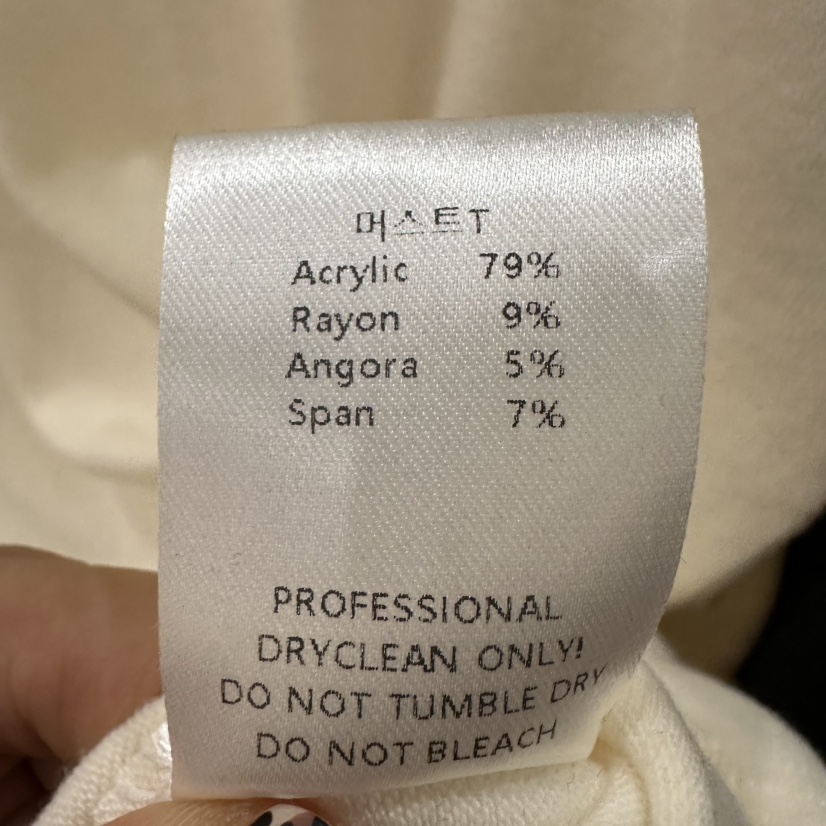 머스트T
Acrylic 79%
Rayon 9%
Angora 5%
Span 7%
PROFESSIONAL
DRYCLEAN ONLY!
DO NOT TUMBLE DRY
DO NOT BLEACH